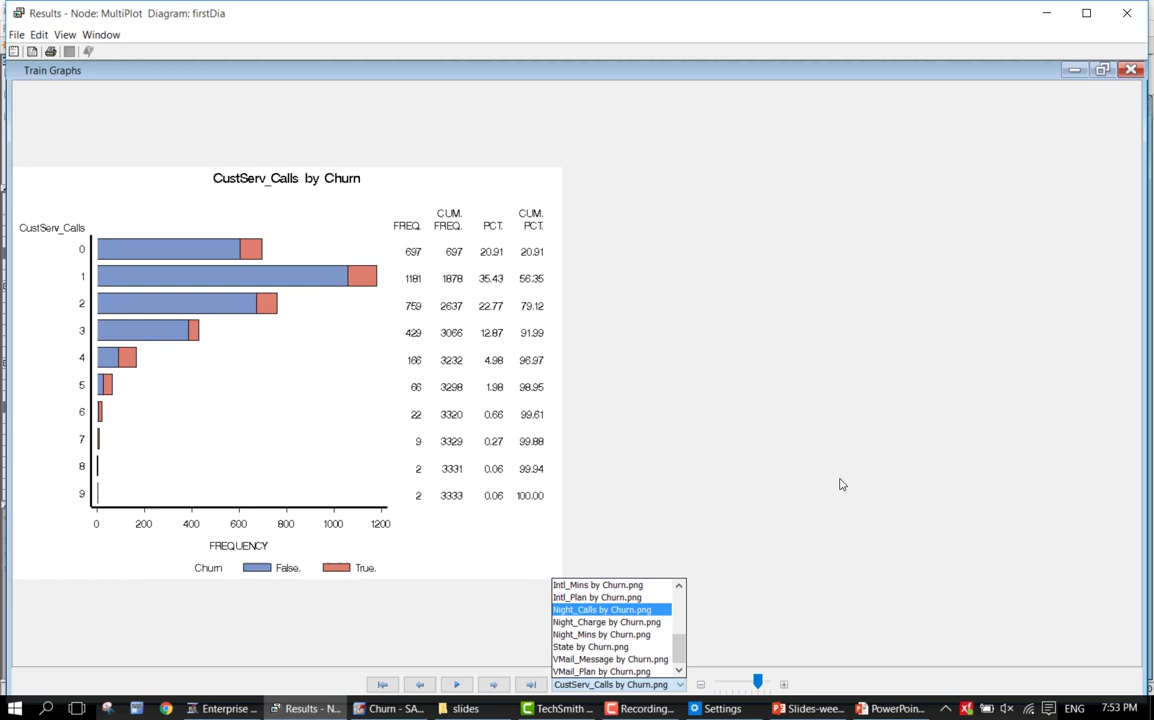 Results - Node: MultiPlot  Diagram: firstDia
File Edit View Window
Train Graphs
CustServ_Calls by Churn
CUM. CUM.
CustServ_Calls FREQ. FREQ. PCT. PCT.
0 697 697 20.91 20.91
1 1181 1878 35.43 56.35
2 759 2637 22.77 79.12
3 429 3066 12.87 91.99
4 166 3232 4.98 96.97
5 66 3298 1.98 98.95
6 22 3320 0.66 99.61
7 9 3329 0.27 99.88
8 2 3331 0.06 99.94
9 2 3333 0.06 100.00
0 200 400 600 800 1000 1200
FREQUENCY
Churn False. True.
Intl_Mins by Churn.png
Intl_Plan by Churn.png
Night_Calls by Churn.png
Night_Charge by Churn.png
Night_Mins by Churn.png
State by Churn.png
VMail_Message by Churn.png
VMail_Plan by Churn.png
CustServ_Calls by Churn.png
Enterprise ... Results - N... Churn - SA... slides TechSmith ... Recording... Settings Slides-wee... PowerPoin... ENG 7:53 PM